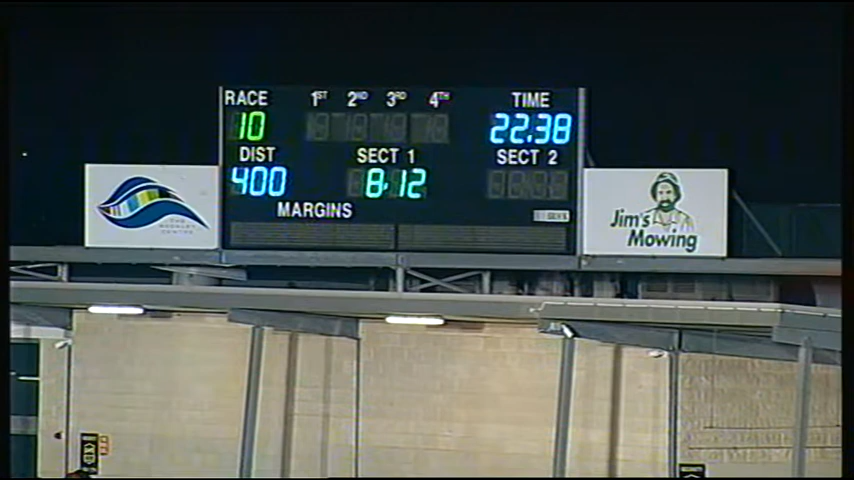 RACE 1ST 2ND 3RD 4TH TIME
10 22.38
DIST SECT 1 SECT 2
400 8.12
MARGINS
Jim's
Mowing